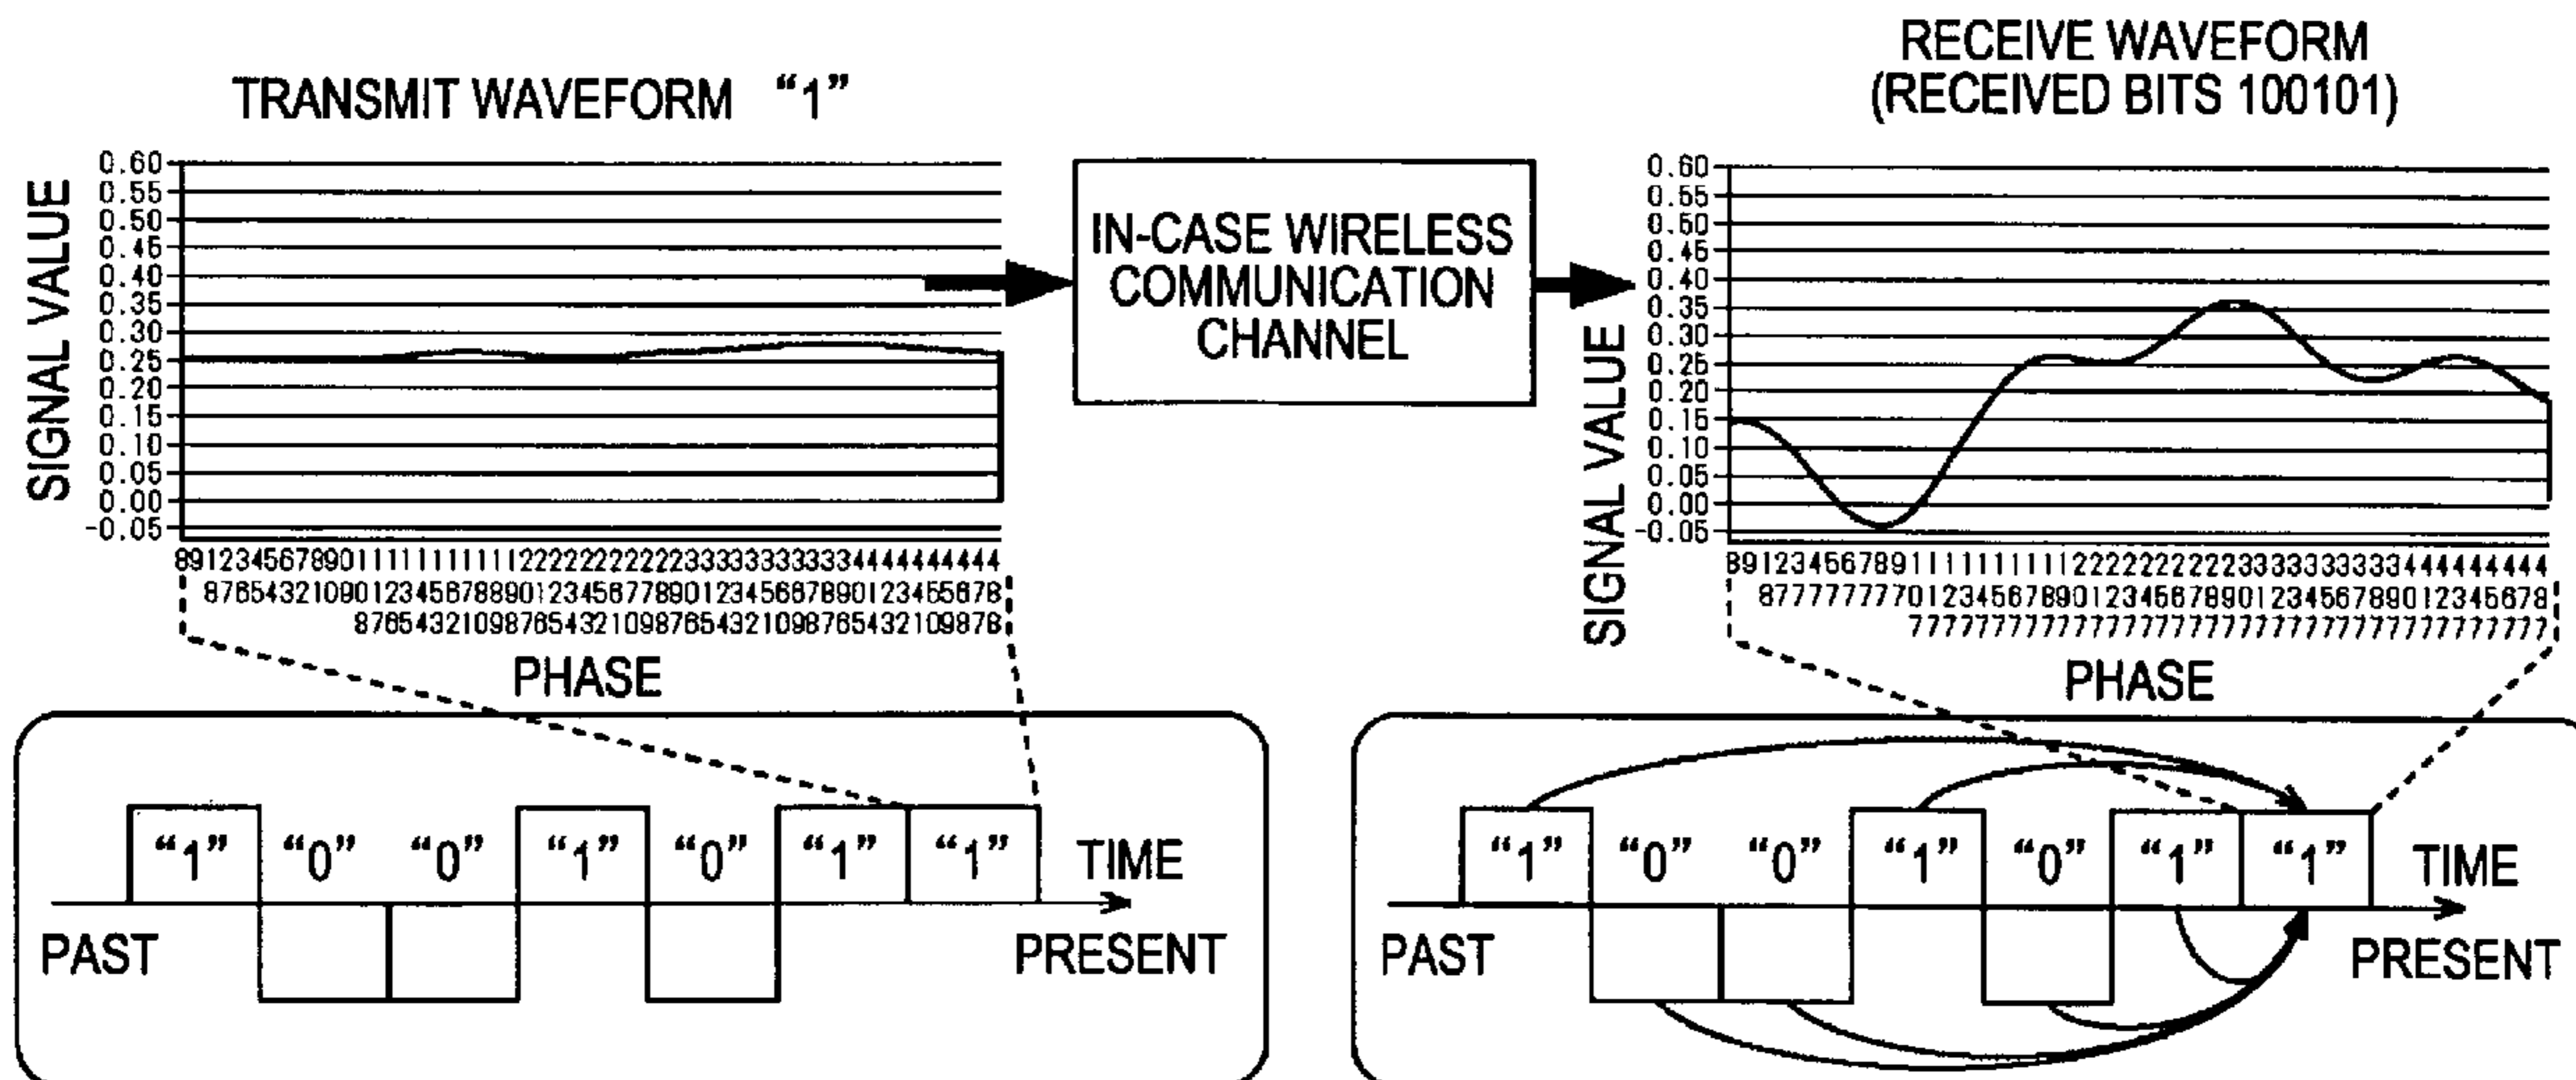 TRANSMIT WAVEFORM “1”
SIGNAL VALUE
0.60
0.55
0.50
0.45
0.40
0.35
0.30
0.25
0.20
0.15
0.10
0.05
0.00
-0.05
PHASE
IN-CASE WIRELESS
COMMUNICATION
CHANNEL
RECEIVE WAVEFORM
(RECEIVED BITS 100101)
SIGNAL VALUE
0.60
0.55
0.50
0.45
0.40
0.35
0.30
0.25
0.20
0.15
0.10
0.05
0.00
-0.05
PHASE
“1” “0” “0” “1” “0” “1” “1” TIME
PAST PRESENT
“1” “0” “0” “1” “0” “1” “1” TIME
PAST PRESENT